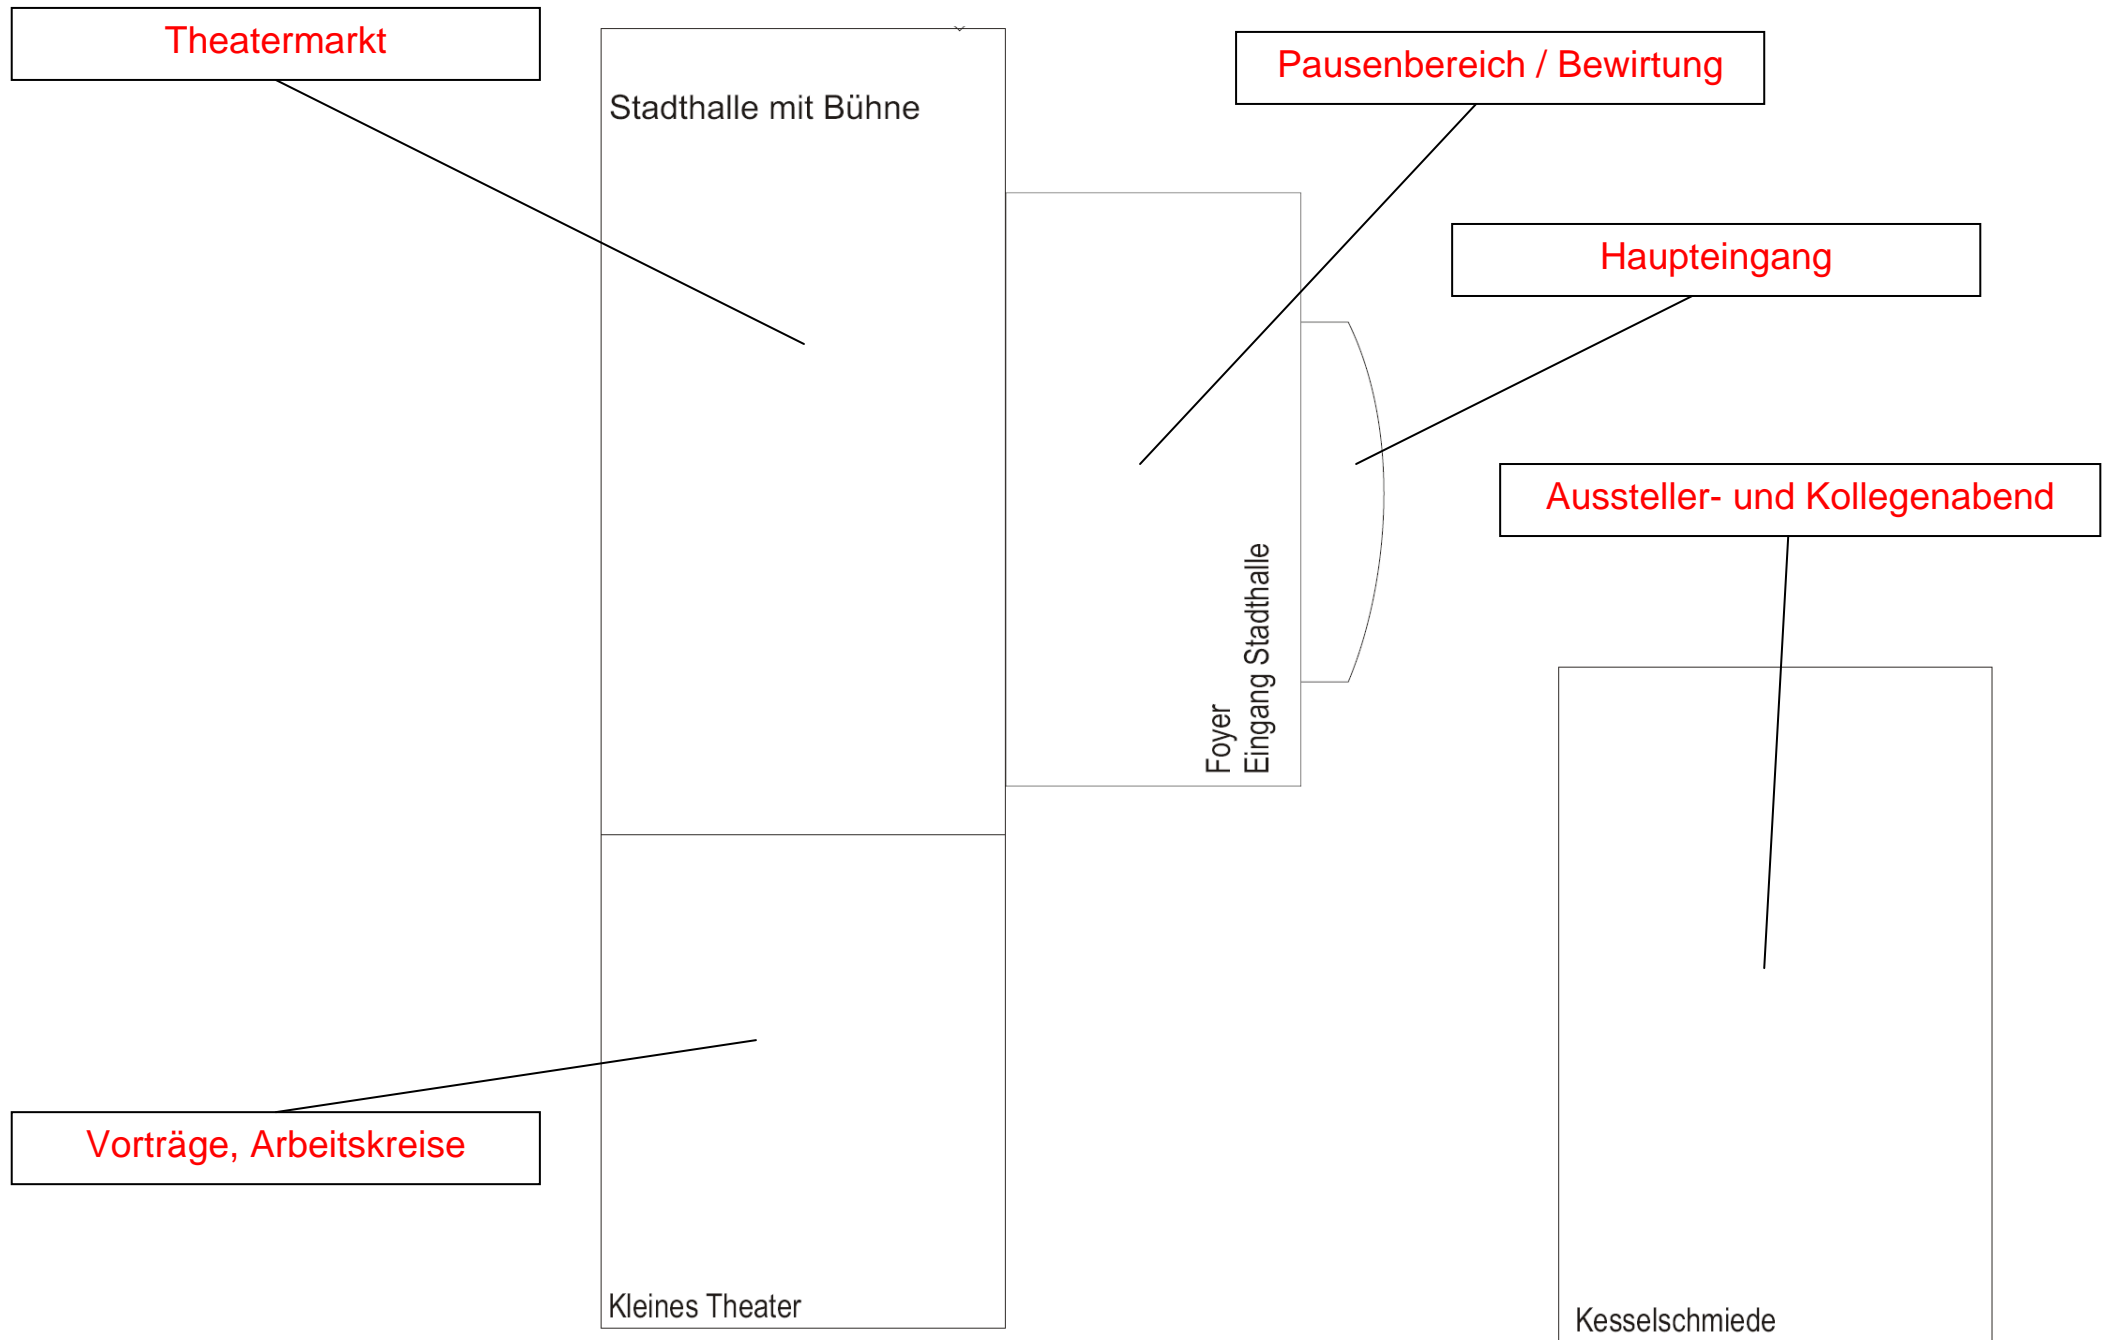 Theatermarkt
Pausenbereich / Bewirtung
Stadthalle mit Bühne
Haupteingang
Aussteller- und Kollegenabend
Foyer
Eingang Stadthalle
Vorträge, Arbeitskreise
Kleines Theater
Kesselschmiede